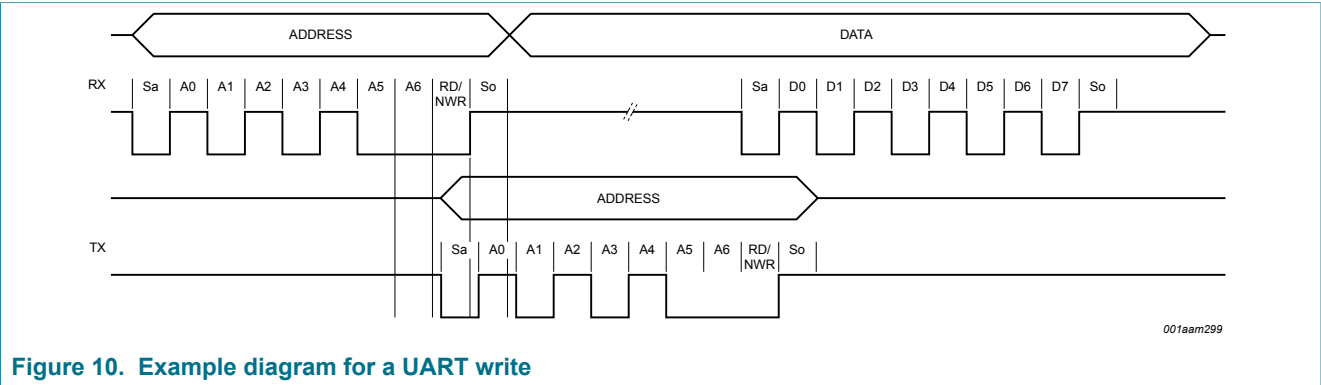 ADDRESS DATA
RX Sa A0 A1 A2 A3 A4 A5 A6 RD/ So Sa D0 D1 D2 D3 D4 D5 D6 D7 So
NWR
ADDRESS
TX Sa A0 A1 A2 A3 A4 A5 A6 RD/ So
NWR
001aam299
Figure 10. Example diagram for a UART write